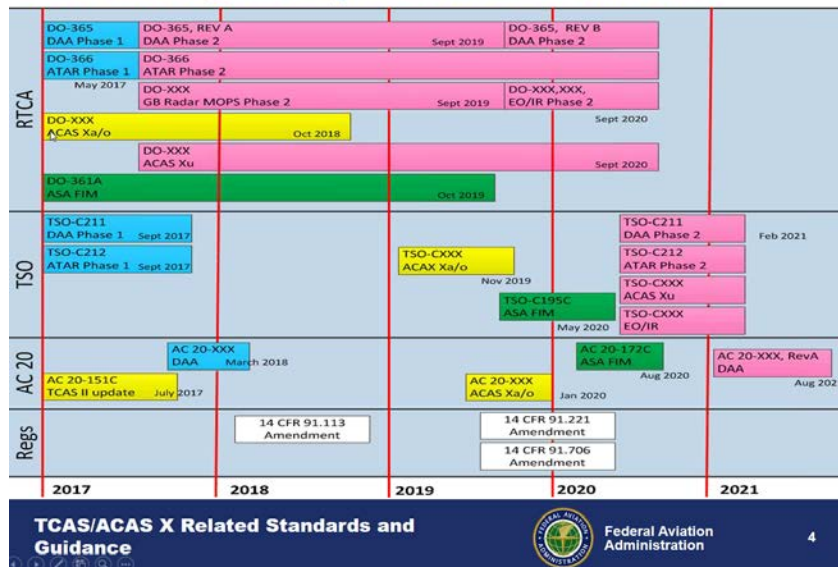 RTCA
DO-365
DAA Phase 1
DO-365, REV A
DAA Phase 2
Sept 2019
DO-365, REV B
DAA Phase 2
DO-366
ATAR Phase 1
DO-366
ATAR Phase 2
May 2017
DO-XXX
GB Radar MOPS Phase 2
Sept 2019
DO-XXX,XXX,
EO/IR Phase 2
Sept 2020
DO-XXX
ACAS Xa/o
Oct 2018
DO-XXX
ACAS Xu
Sept 2020
DO-361A
ASA FIM
Oct 2019
TSO
TSO-C211
DAA Phase 1
Sept 2017
TSO-C212
ATAR Phase 1
Sept 2017
TSO-CXXX
ACAX Xa/o
Nov 2019
TSO-C195C
ASA FIM
May 2020
TSO-C211
DAA Phase 2
Feb 2021
TSO-C212
ATAR Phase 2
TSO-CXXX
ACAS Xu
TSO-CXXX
EO/IR
AC 20
AC 20-XXX
DAA
March 2018
AC 20-151C
TCAS II update
July 2017
AC 20-XXX
ACAS Xa/o
Jan 2020
AC 20-172C
ASA FIM
Aug 2020
AC 20-XXX, RevA
DAA
Aug 202
Regs
14 CFR 91.113
Amendment
14 CFR 91.221
Amendment
14 CFR 91.706
Amendment
2017
2018
2019
2020
2021
TCAS/ACAS X Related Standards and
Guidance
FEDERAL AVIATION
ADMINISTRATION
Federal Aviation
Administration
4